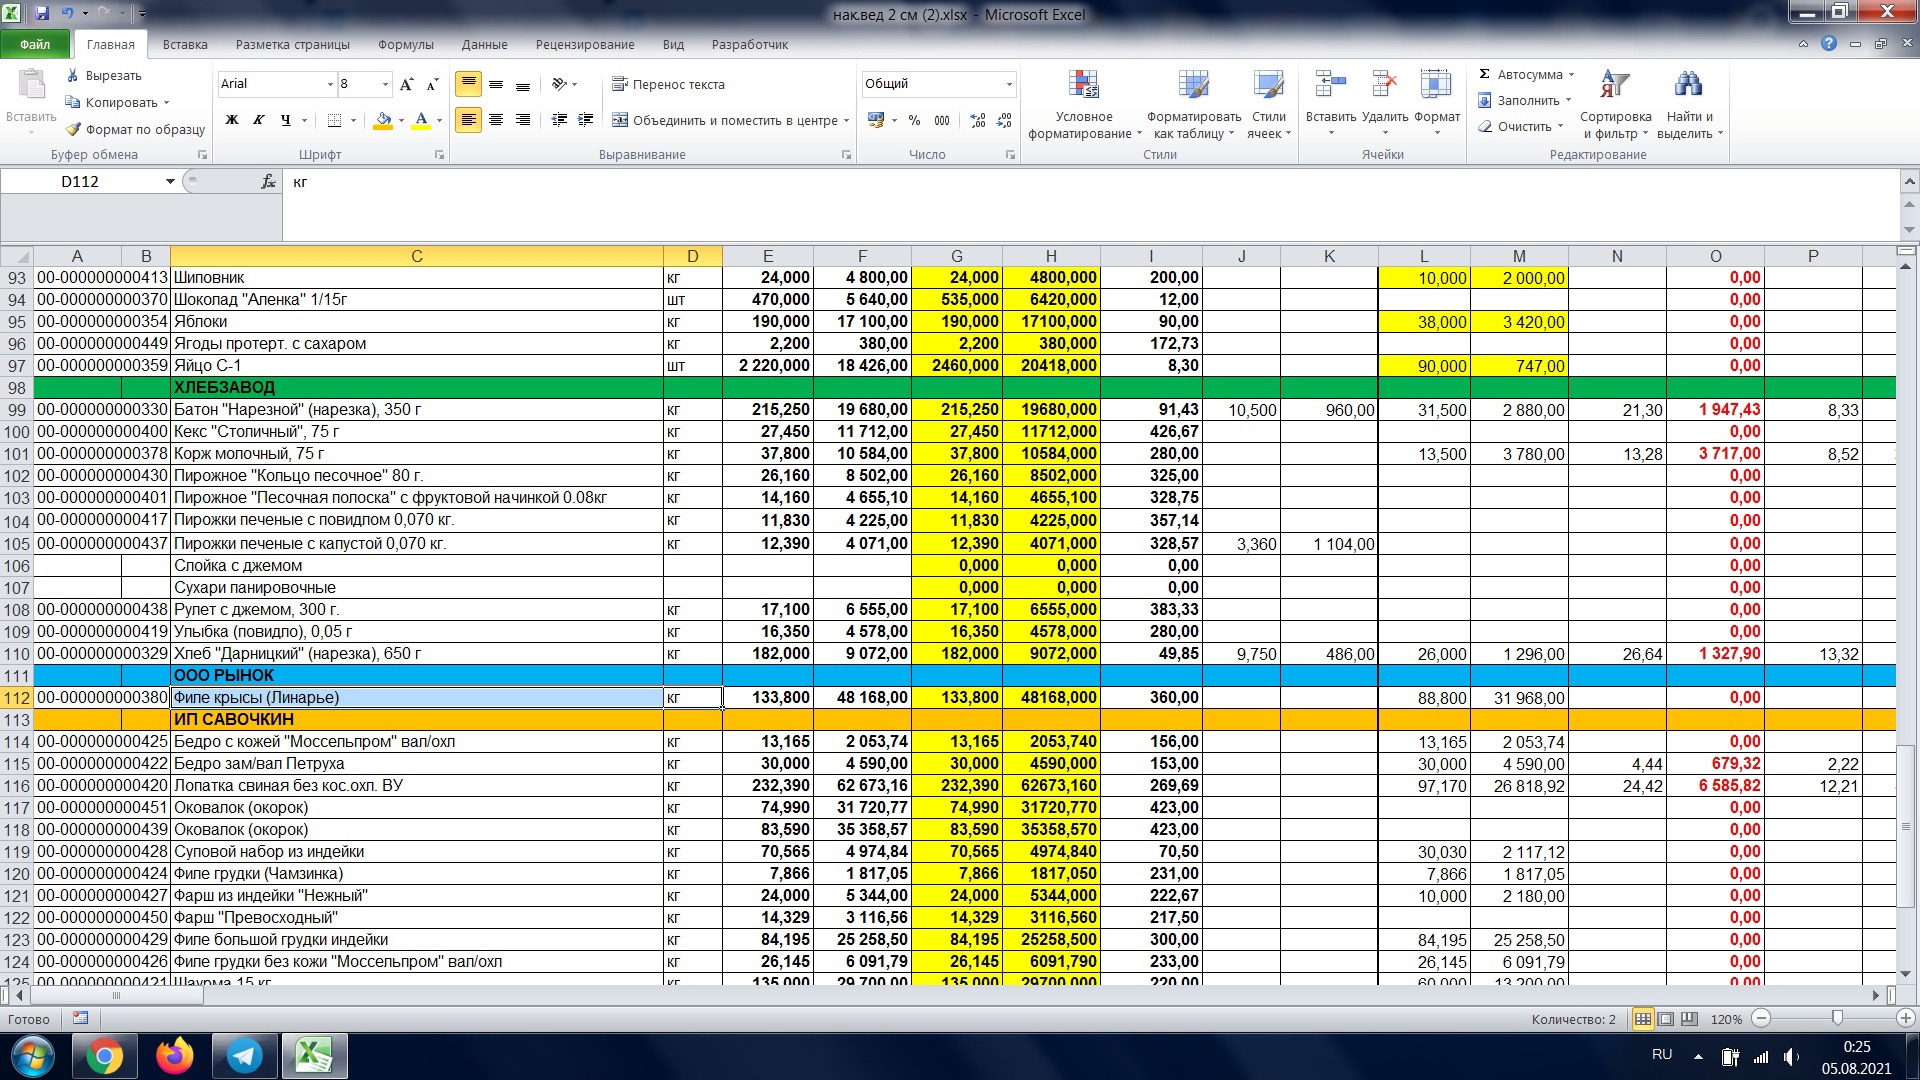 нак.вед 2 см (2).xlsx - Microsoft Excel
Файл Главная Вставка Разметка страницы Формулы Данные Рецензирование Вид Разработчик
Вставить
Вырезать
Копировать
Формат по образцу
Буфер обмена
Arial 8
Ж К Ч
Шрифт
Перенос текста
Объединить и поместить в центре
Выравнивание
Общий
% 000
Число
Условное форматирование
Форматировать как таблицу
Стили ячеек
Стили
Вставить Удалить Формат
Ячейки
Автосумма
Заполнить
Очистить
Сортировка и фильтр
Найти и выделить
Редактирование
D112 fx кг
A B C D E F G H I J K L M N O P
93 00-000000000413 Шиповник кг 24,000 4 800,00 24,000 4800,000 200,00 10,000 2 000,00 0,00
94 00-000000000370 Шоколад "Аленка" 1/15г шт 470,000 5 640,00 535,000 6420,000 12,00 0,00
95 00-000000000354 Яблоки кг 190,000 17 100,00 190,000 17100,000 90,00 38,000 3 420,00 0,00
96 00-000000000449 Ягоды протерт. с сахаром кг 2,200 380,00 2,200 380,000 172,73 0,00
97 00-000000000359 Яйцо С-1 шт 2 220,000 18 426,00 2460,000 20418,000 8,30 90,000 747,00 0,00
98 ХЛЕБЗАВОД
99 00-000000000330 Батон "Нарезной" (нарезка), 350 г кг 215,250 19 680,00 215,250 19680,000 91,43 10,500 960,00 31,500 2 880,00 21,30 1 947,43 8,33
100 00-000000000400 Кекс "Столичный", 75 г кг 27,450 11 712,00 27,450 11712,000 426,67 0,00
101 00-000000000378 Корж молочный, 75 г кг 37,800 10 584,00 37,800 10584,000 280,00 13,500 3 780,00 13,28 3 717,00 8,52
102 00-000000000430 Пирожное "Кольцо песочное" 80 г. кг 26,160 8 502,00 26,160 8502,000 325,00 0,00
103 00-000000000401 Пирожное "Песочная полоска" с фруктовой начинкой 0.08кг кг 14,160 4 655,10 14,160 4655,100 328,75 0,00
104 00-000000000417 Пирожки печеные с повидлом 0,070 кг. кг 11,830 4 225,00 11,830 4225,000 357,14 0,00
105 00-000000000437 Пирожки печеные с капустой 0,070 кг. кг 12,390 4 071,00 12,390 4071,000 328,57 3,360 1 104,00 0,00
106 Слойка с джемом 0,000 0,000 0,00 0,00
107 Сухари панировочные 0,000 0,000 0,00 0,00
108 00-000000000438 Рулет с джемом, 300 г. кг 17,100 6 555,00 17,100 6555,000 383,33 0,00
109 00-000000000419 Улыбка (повидло), 0,05 г кг 16,350 4 578,00 16,350 4578,000 280,00 0,00
110 00-000000000329 Хлеб "Дарницкий" (нарезка), 650 г кг 182,000 9 072,00 182,000 9072,000 49,85 9,750 486,00 26,000 1 296,00 26,64 1 327,90 13,32
111 ООО РЫНОК
112 00-000000000380 Филе крысы (Линарье) кг 133,800 48 168,00 133,800 48168,000 360,00 88,800 31 968,00 0,00
113 ИП САВОЧКИН
114 00-000000000425 Бедро с кожей "Моссельпром" вал/охл кг 13,165 2 053,74 13,165 2053,740 156,00 13,165 2 053,74 0,00
115 00-000000000422 Бедро зам/вал Петруха кг 30,000 4 590,00 30,000 4590,000 153,00 30,000 4 590,00 4,44 679,32 2,22
116 00-000000000420 Лопатка свиная без кос.охл. ВУ кг 232,390 62 673,16 232,390 62673,160 269,69 97,170 26 818,92 24,42 6 585,82 12,21
117 00-000000000451 Оковалок (окорок) кг 74,990 31 720,77 74,990 31720,770 423,00 0,00
118 00-000000000439 Оковалок (окорок) кг 83,590 35 358,57 83,590 35358,570 423,00 0,00
119 00-000000000428 Суповой набор из индейки кг 70,565 4 974,84 70,565 4974,840 70,50 30,030 2 117,12 0,00
120 00-000000000424 Филе грудки (Чамзинка) кг 7,866 1 817,05 7,866 1817,050 231,00 7,866 1 817,05 0,00
121 00-000000000427 Фарш из индейки "Нежный" кг 24,000 5 344,00 24,000 5344,000 222,67 10,000 2 180,00 0,00
122 00-000000000450 Фарш "Превосходный" кг 14,329 3 116,56 14,329 3116,560 217,50 0,00
123 00-000000000429 Филе большой грудки индейки кг 84,195 25 258,50 84,195 25258,500 300,00 84,195 25 258,50 0,00
124 00-000000000426 Филе грудки без кожи "Моссельпром" вал/охл кг 26,145 6 091,79 26,145 6091,790 233,00 26,145 6 091,79 0,00
125 00-000000000421 Шаурма 15 кг кг 135,000 29 700,00 135,000 29700,000 220,00 60,000 13 200,00 0,00
Готово Количество: 2 120%
RU 0:25
05.08.2021